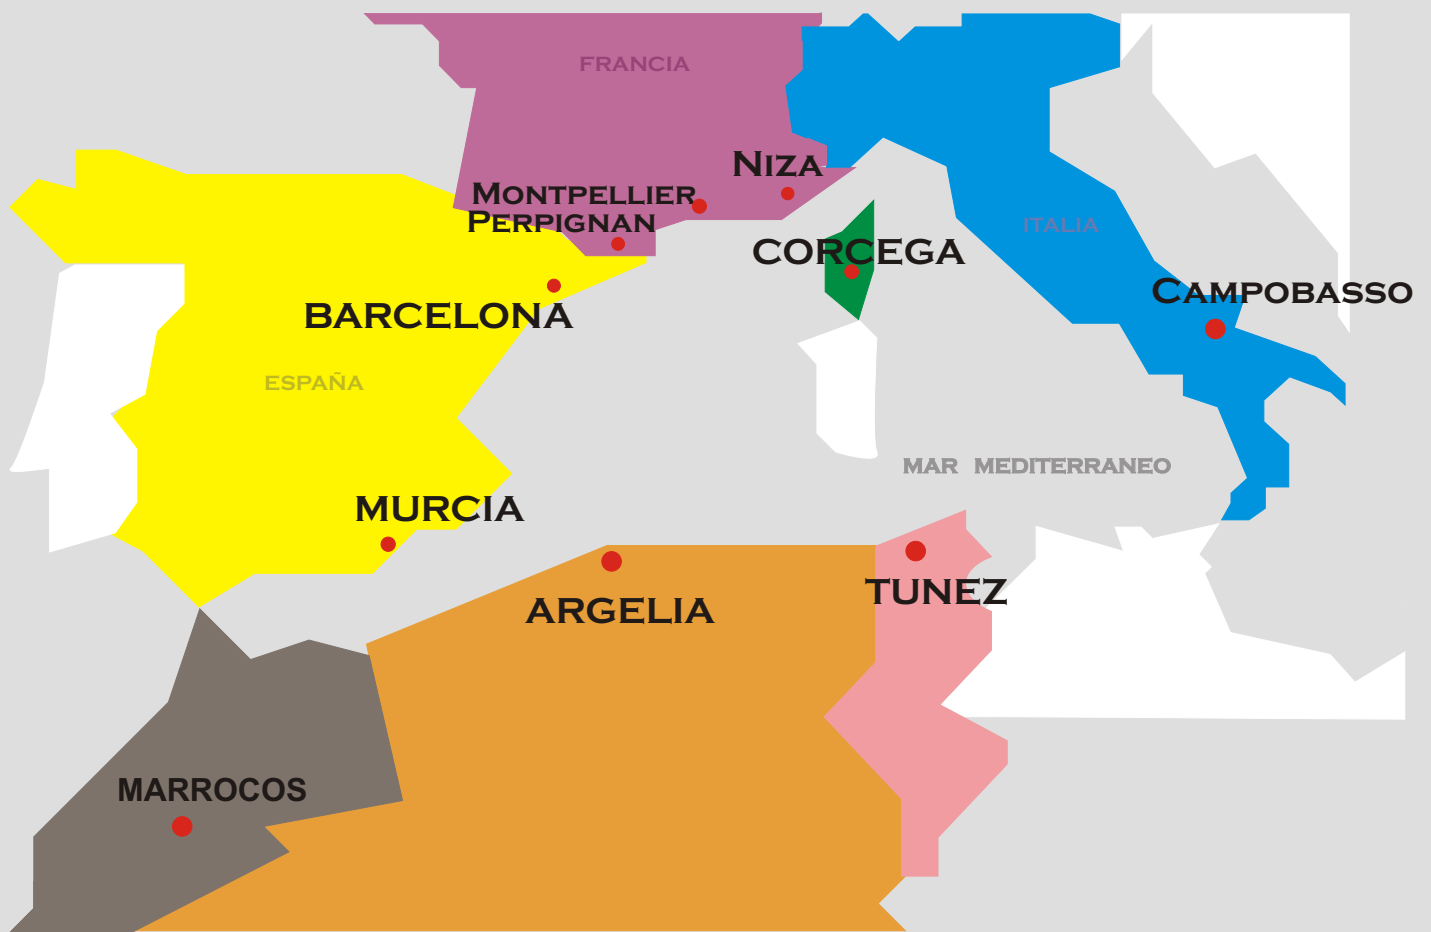 FRANCIA
NIZA
MONTPELLIER
PERPIGNAN
ITALIA
CORCEGA
CAMPOBASSO
BARCELONA
ESPAÑA
MAR MEDITERRANEO
MURCIA
TUNEZ
ARGELIA
MARROCOS